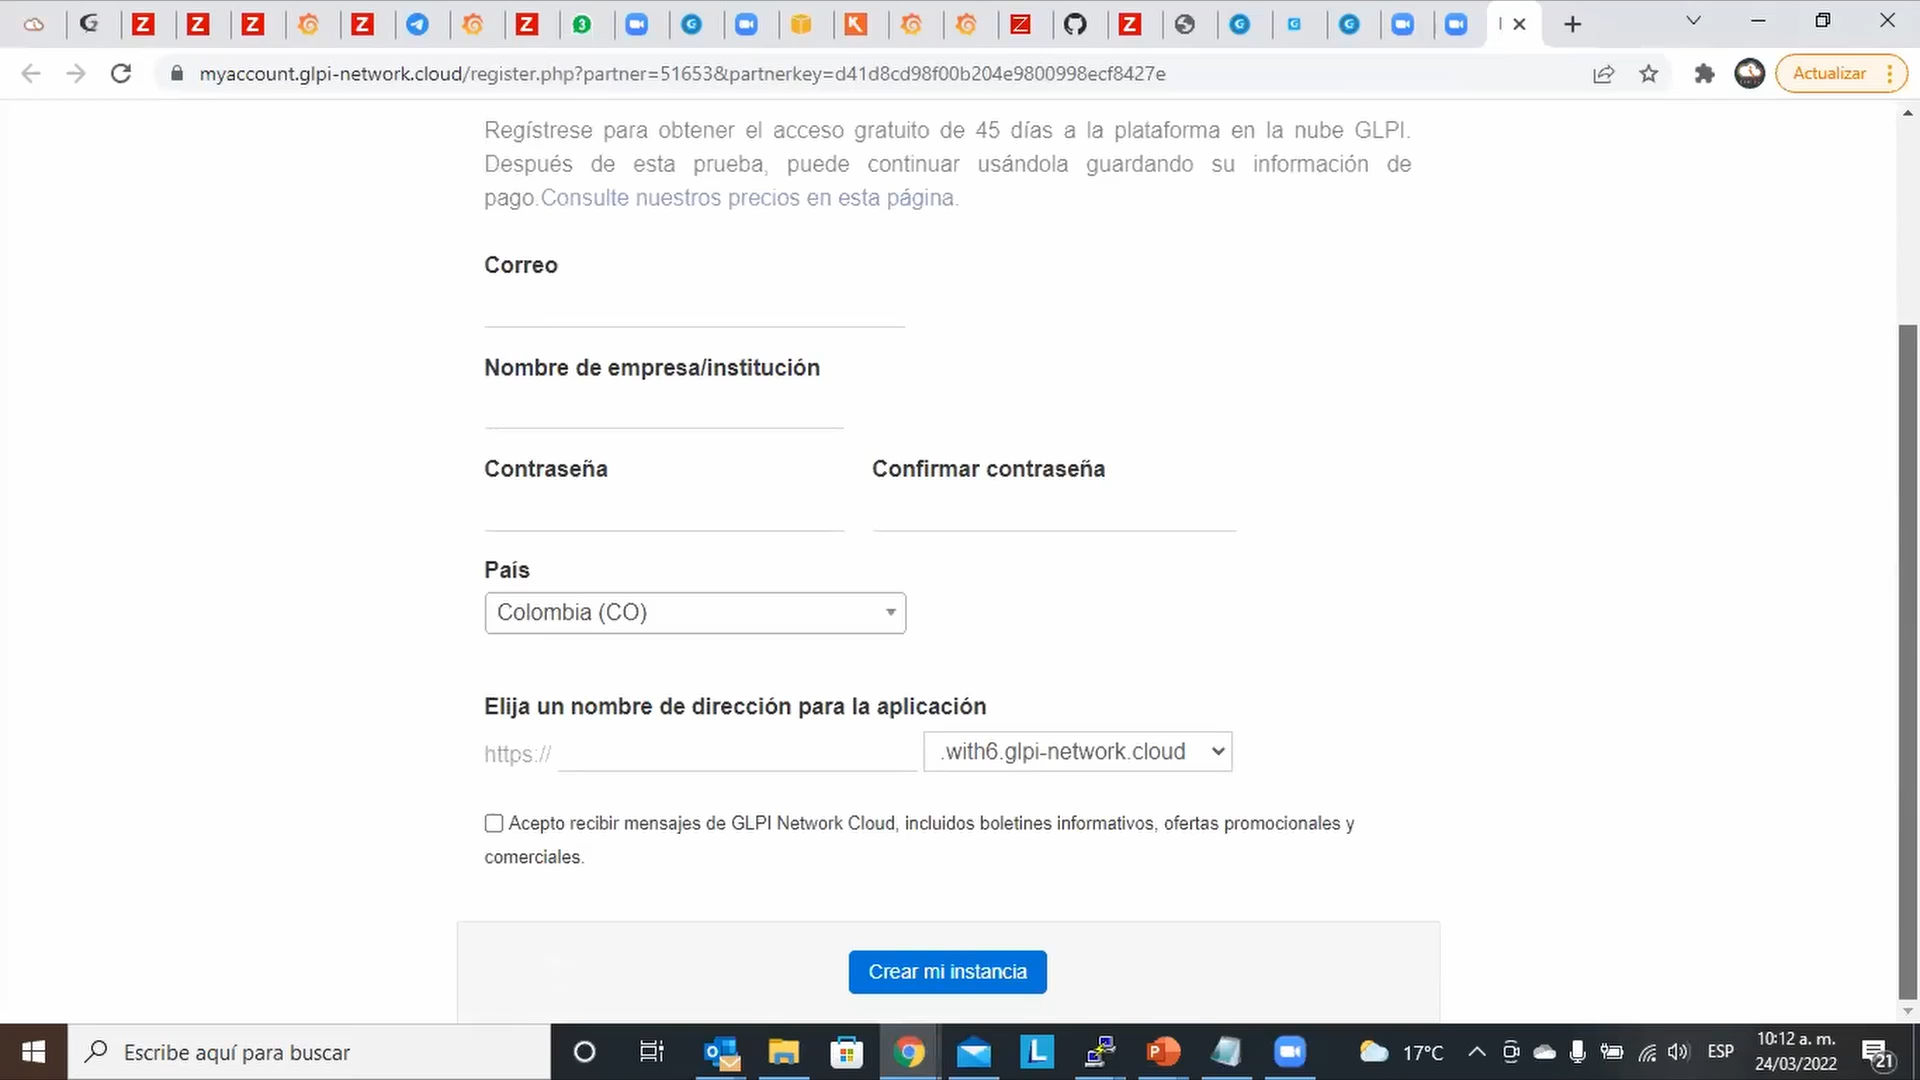 myaccount.glpi-network.cloud/register.php?partner=51653&partnerkey=d41d8cd98f00b204e9800998ecf8427e
Actualizar
Regístrese para obtener el acceso gratuito de 45 días a la plataforma en la nube GLPI.
Después de esta prueba, puede continuar usándola guardando su información de
pago.Consulte nuestros precios en esta página.
Correo
Nombre de empresa/institución
Contraseña Confirmar contraseña
País
Colombia (CO)
Elija un nombre de dirección para la aplicación
https:// .with6.glpi-network.cloud
Acepto recibir mensajes de GLPI Network Cloud, incluidos boletines informativos, ofertas promocionales y
comerciales.
Crear mi instancia
Escribe aquí para buscar
17°C
ESP
10:12 a. m.
24/03/2022
21